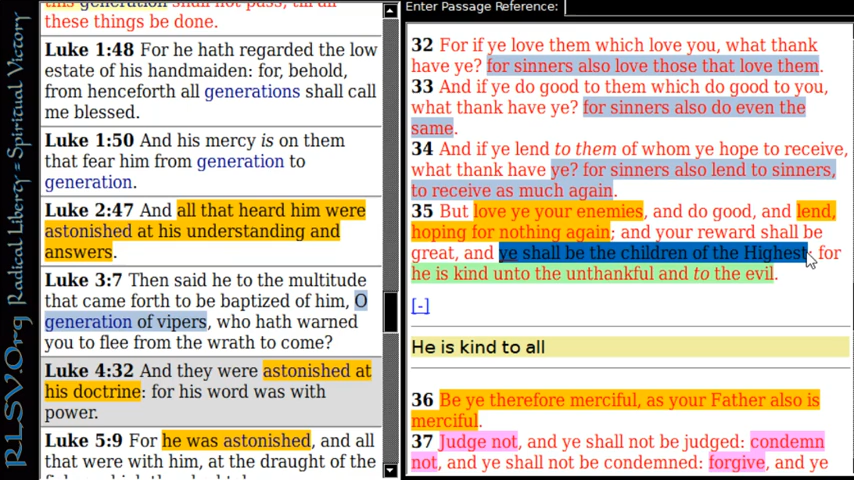 RLSV.Org Radical Liberty = Spiritual Victory
this generation shall not pass, till all
these things be done.
Luke 1:48 For he hath regarded the low
estate of his handmaiden: for, behold,
from henceforth all generations shall call
me blessed.
Luke 1:50 And his mercy is on them
that fear him from generation to
generation.
Luke 2:47 And all that heard him were
astonished at his understanding and
answers.
Luke 3:7 Then said he to the multitude
that came forth to be baptized of him, O
generation of vipers, who hath warned
you to flee from the wrath to come?
Luke 4:32 And they were astonished at
his doctrine: for his word was with
power.
Luke 5:9 For he was astonished, and all
that were with him, at the draught of the
Enter Passage Reference:
32 For if ye love them which love you, what thank
have ye? for sinners also love those that love them.
33 And if ye do good to them which do good to you,
what thank have ye? for sinners also do even the
same.
34 And if ye lend to them of whom ye hope to receive,
what thank have ye? for sinners also lend to sinners,
to receive as much again.
35 But love ye your enemies, and do good, and lend,
hoping for nothing again; and your reward shall be
great, and ye shall be the children of the Highest: for
he is kind unto the unthankful and to the evil.
[-]
He is kind to all
36 Be ye therefore merciful, as your Father also is
merciful.
37 Judge not, and ye shall not be judged: condemn
not, and ye shall not be condemned: forgive, and ye